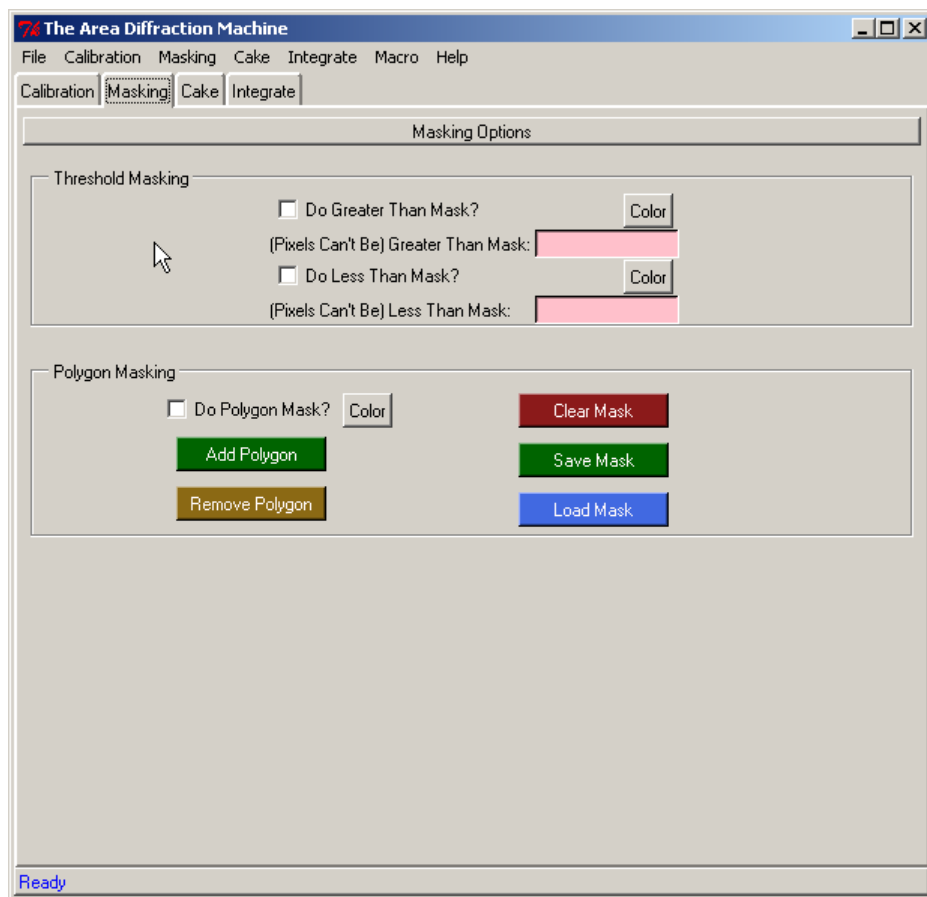 The Area Diffraction Machine
File Calibration Masking Cake Integrate Macro Help
Calibration Masking Cake Integrate
Masking Options
Threshold Masking
Do Greater Than Mask? Color
(Pixels Can't Be) Greater Than Mask:
Do Less Than Mask? Color
(Pixels Can't Be) Less Than Mask:
Polygon Masking
Do Polygon Mask? Color Clear Mask
Add Polygon Save Mask
Remove Polygon Load Mask
Ready